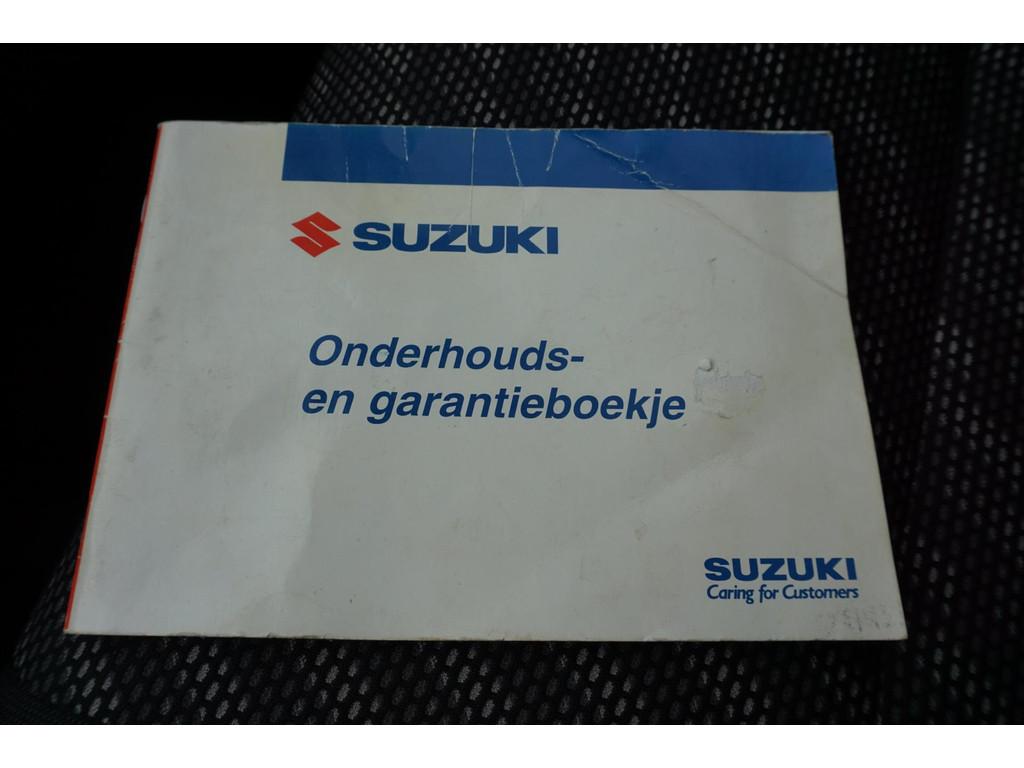 SUZUKI
Onderhouds-
en garantieboekje
SUZUKI
Caring for Customers